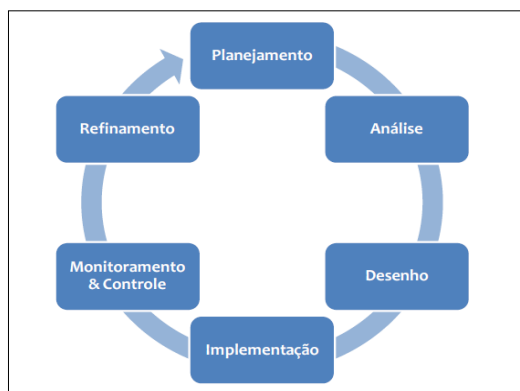 Planejamento
Análise
Desenho
Implementação
Monitoramento
& Controle
Refinamento